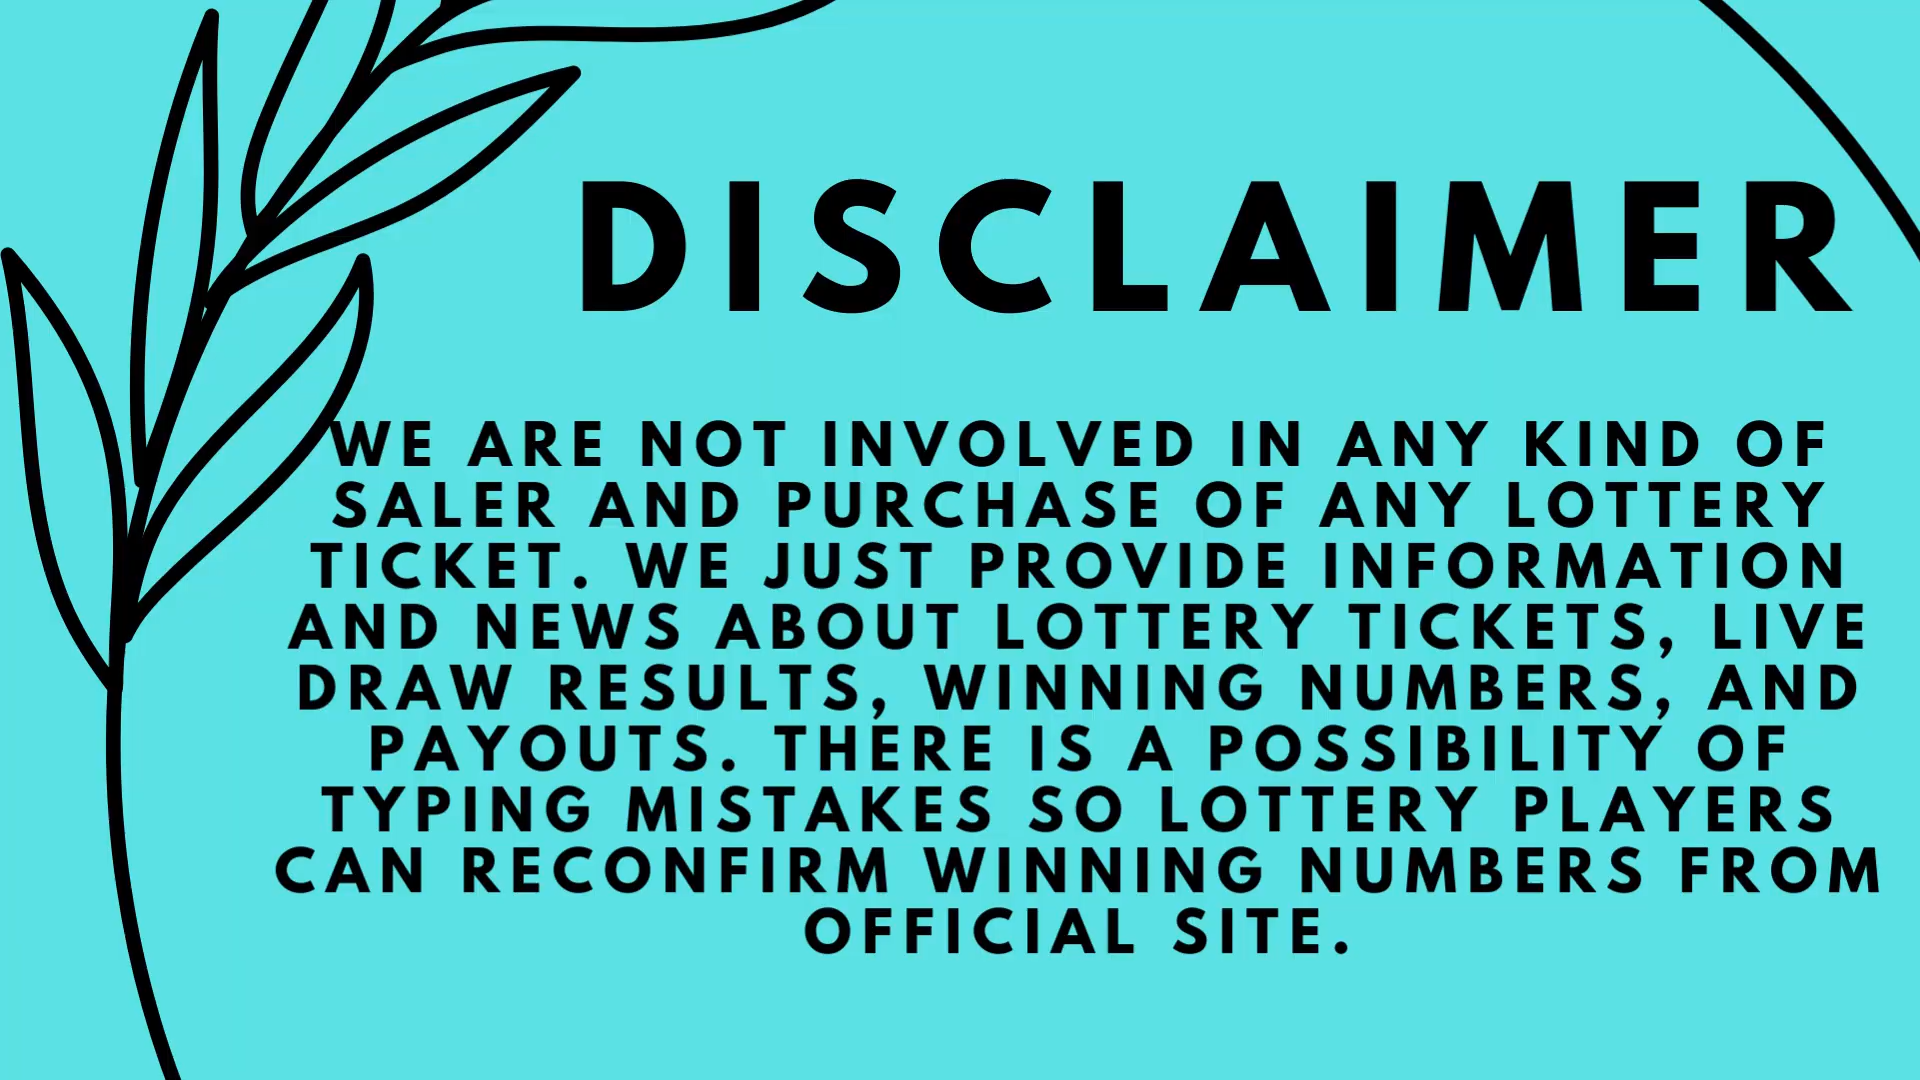 DISCLAIMER
WE ARE NOT INVOLVED IN ANY KIND OF
SALER AND PURCHASE OF ANY LOTTERY
TICKET. WE JUST PROVIDE INFORMATION
AND NEWS ABOUT LOTTERY TICKETS, LIVE
DRAW RESULTS, WINNING NUMBERS, AND
PAYOUTS. THERE IS A POSSIBILITY OF
TYPING MISTAKES SO LOTTERY PLAYERS
CAN RECONFIRM WINNING NUMBERS FROM
OFFICIAL SITE.